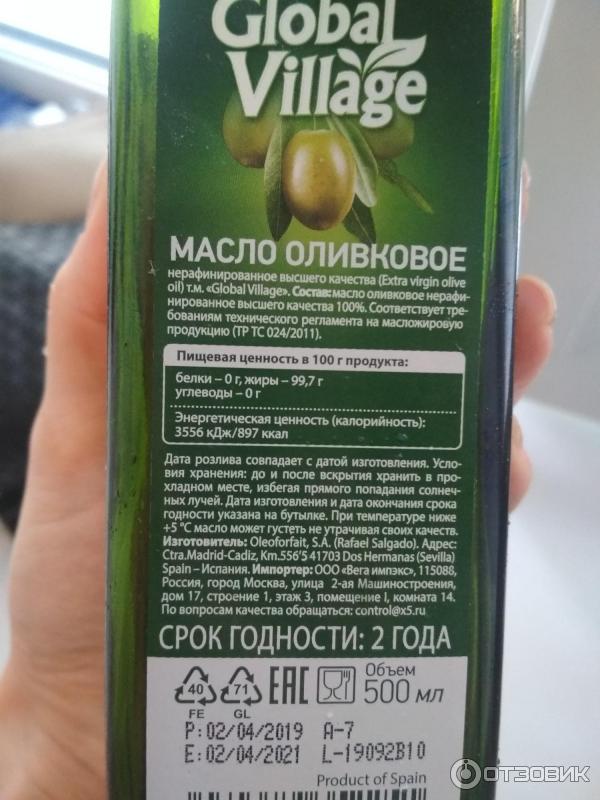 Global
Village
МАСЛО ОЛИВКОВОЕ
нерафинированное высшего качества (Extra virgin olive
oil) т.м. «Global Village». Состав: масло оливковое нерафи-
нированное высшего качества 100%. Соответствует тре-
бованиям технического регламента на масложировую
продукцию (ТР ТС 024/2011).
Пищевая ценность в 100 г продукта:
белки – 0 г, жиры – 99,7 г
углеводы – 0 г
Энергетическая ценность (калорийность):
3556 кДж/897 ккал
Дата розлива совпадает с датой изготовления. Усло-
вия хранения: до и после вскрытия хранить в про-
хладном месте, избегая прямого попадания солнеч-
ных лучей. Дата изготовления и дата окончания срока
годности указана на бутылке. При температуре ниже
+5 °С масло может густеть не утрачивая своих качеств.
Изготовитель: Oleoforfait, S.A. (Rafael Salgado). Адрес:
Ctra.Madrid-Cadiz, Km.556'5 41703 Dos Hermanas (Sevilla)
Spain – Испания. Импортер: ООО «Вега импэкс», 115088,
Россия, город Москва, улица 2-ая Машиностроения,
дом 17, строение 1, этаж 3, помещение I, комната 14.
По вопросам качества обращаться: control@x5.ru
СРОК ГОДНОСТИ: 2 ГОДА
40 71 EAC Объем
FE GL 500 мл
P: 02/04/2019 A-7
E: 02/04/2021 L-19092B10
Product of Spain
ОТЗОВИК